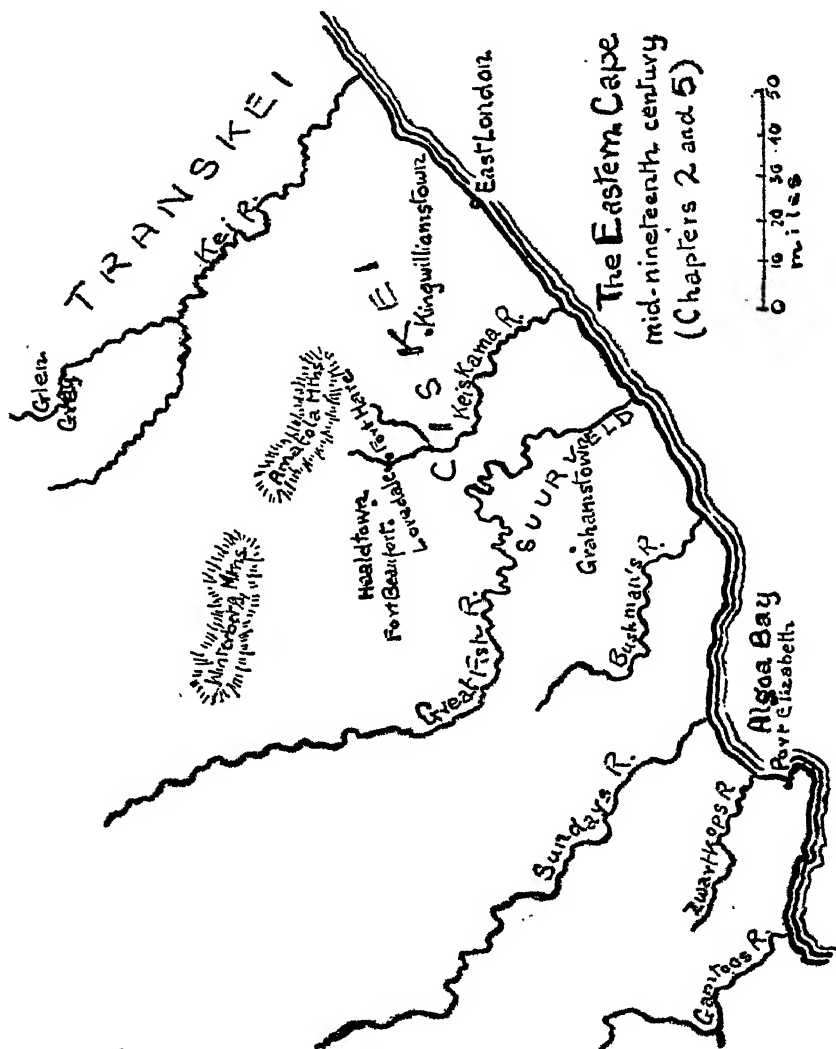 The Eastern Cape
mid-nineteenth century
(Chapters 2 and 5)
0 10 20 30 40 50
miles
TRANSKEI
Kei R.
Glen
Grey
Amatola Mtns
Winterberg Mtns.
CISKEI
Kingwilliamstown
East London
Keiskama R.
Fort Hare
Lovedale
Healdtown
Fort Beaufort
Great Fish R.
SUURVELD
Grahamstown
Bushman's R.
Sundays R.
Zwartkops R
Algoa Bay
Port Elizabeth
Gamtoos R.